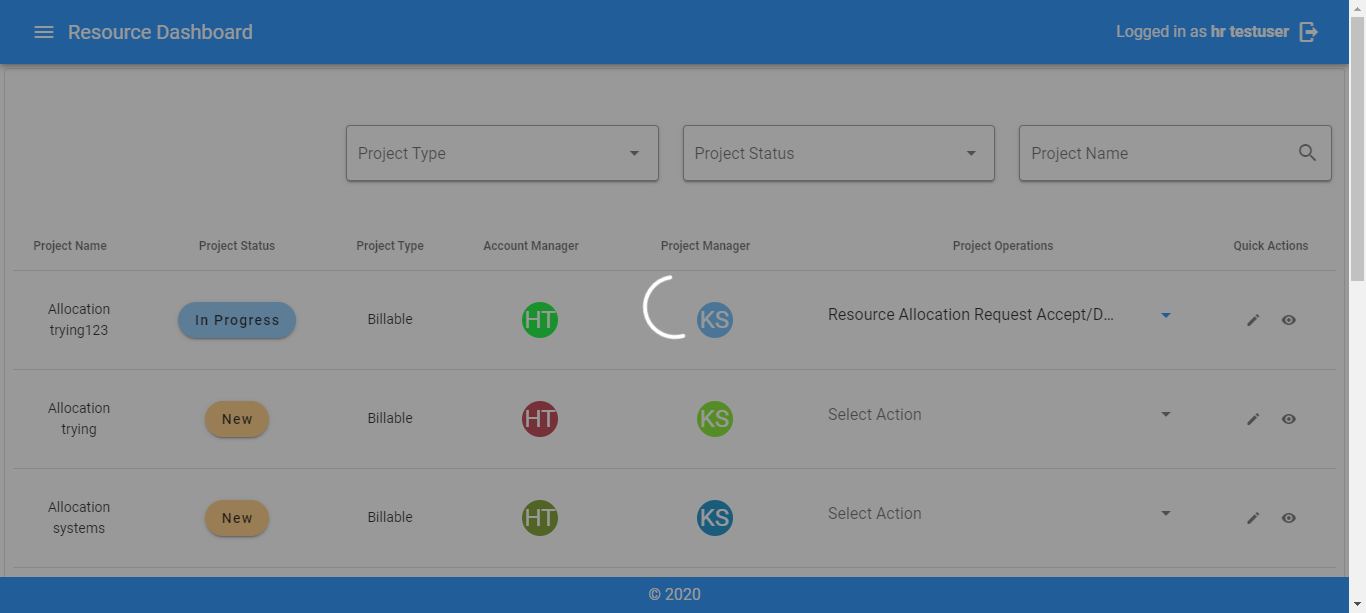 Resource Dashboard
Logged in as hr testuser
Project Type
Project Status
Project Name
Project Name Project Status Project Type Account Manager Project Manager Project Operations Quick Actions
Allocation
trying123
In Progress
Billable
HT
KS
Resource Allocation Request Accept/D...
Allocation
trying
New
Billable
HT
KS
Select Action
Allocation
systems
New
Billable
HT
KS
Select Action
© 2020